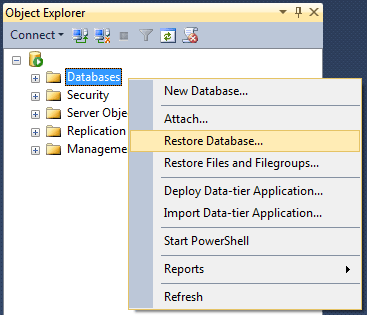 Object Explorer
Connect
Databases
Security
Server Obje
Replication
Manageme
New Database...
Attach...
Restore Database...
Restore Files and Filegroups...
Deploy Data-tier Application...
Import Data-tier Application...
Start PowerShell
Reports
Refresh